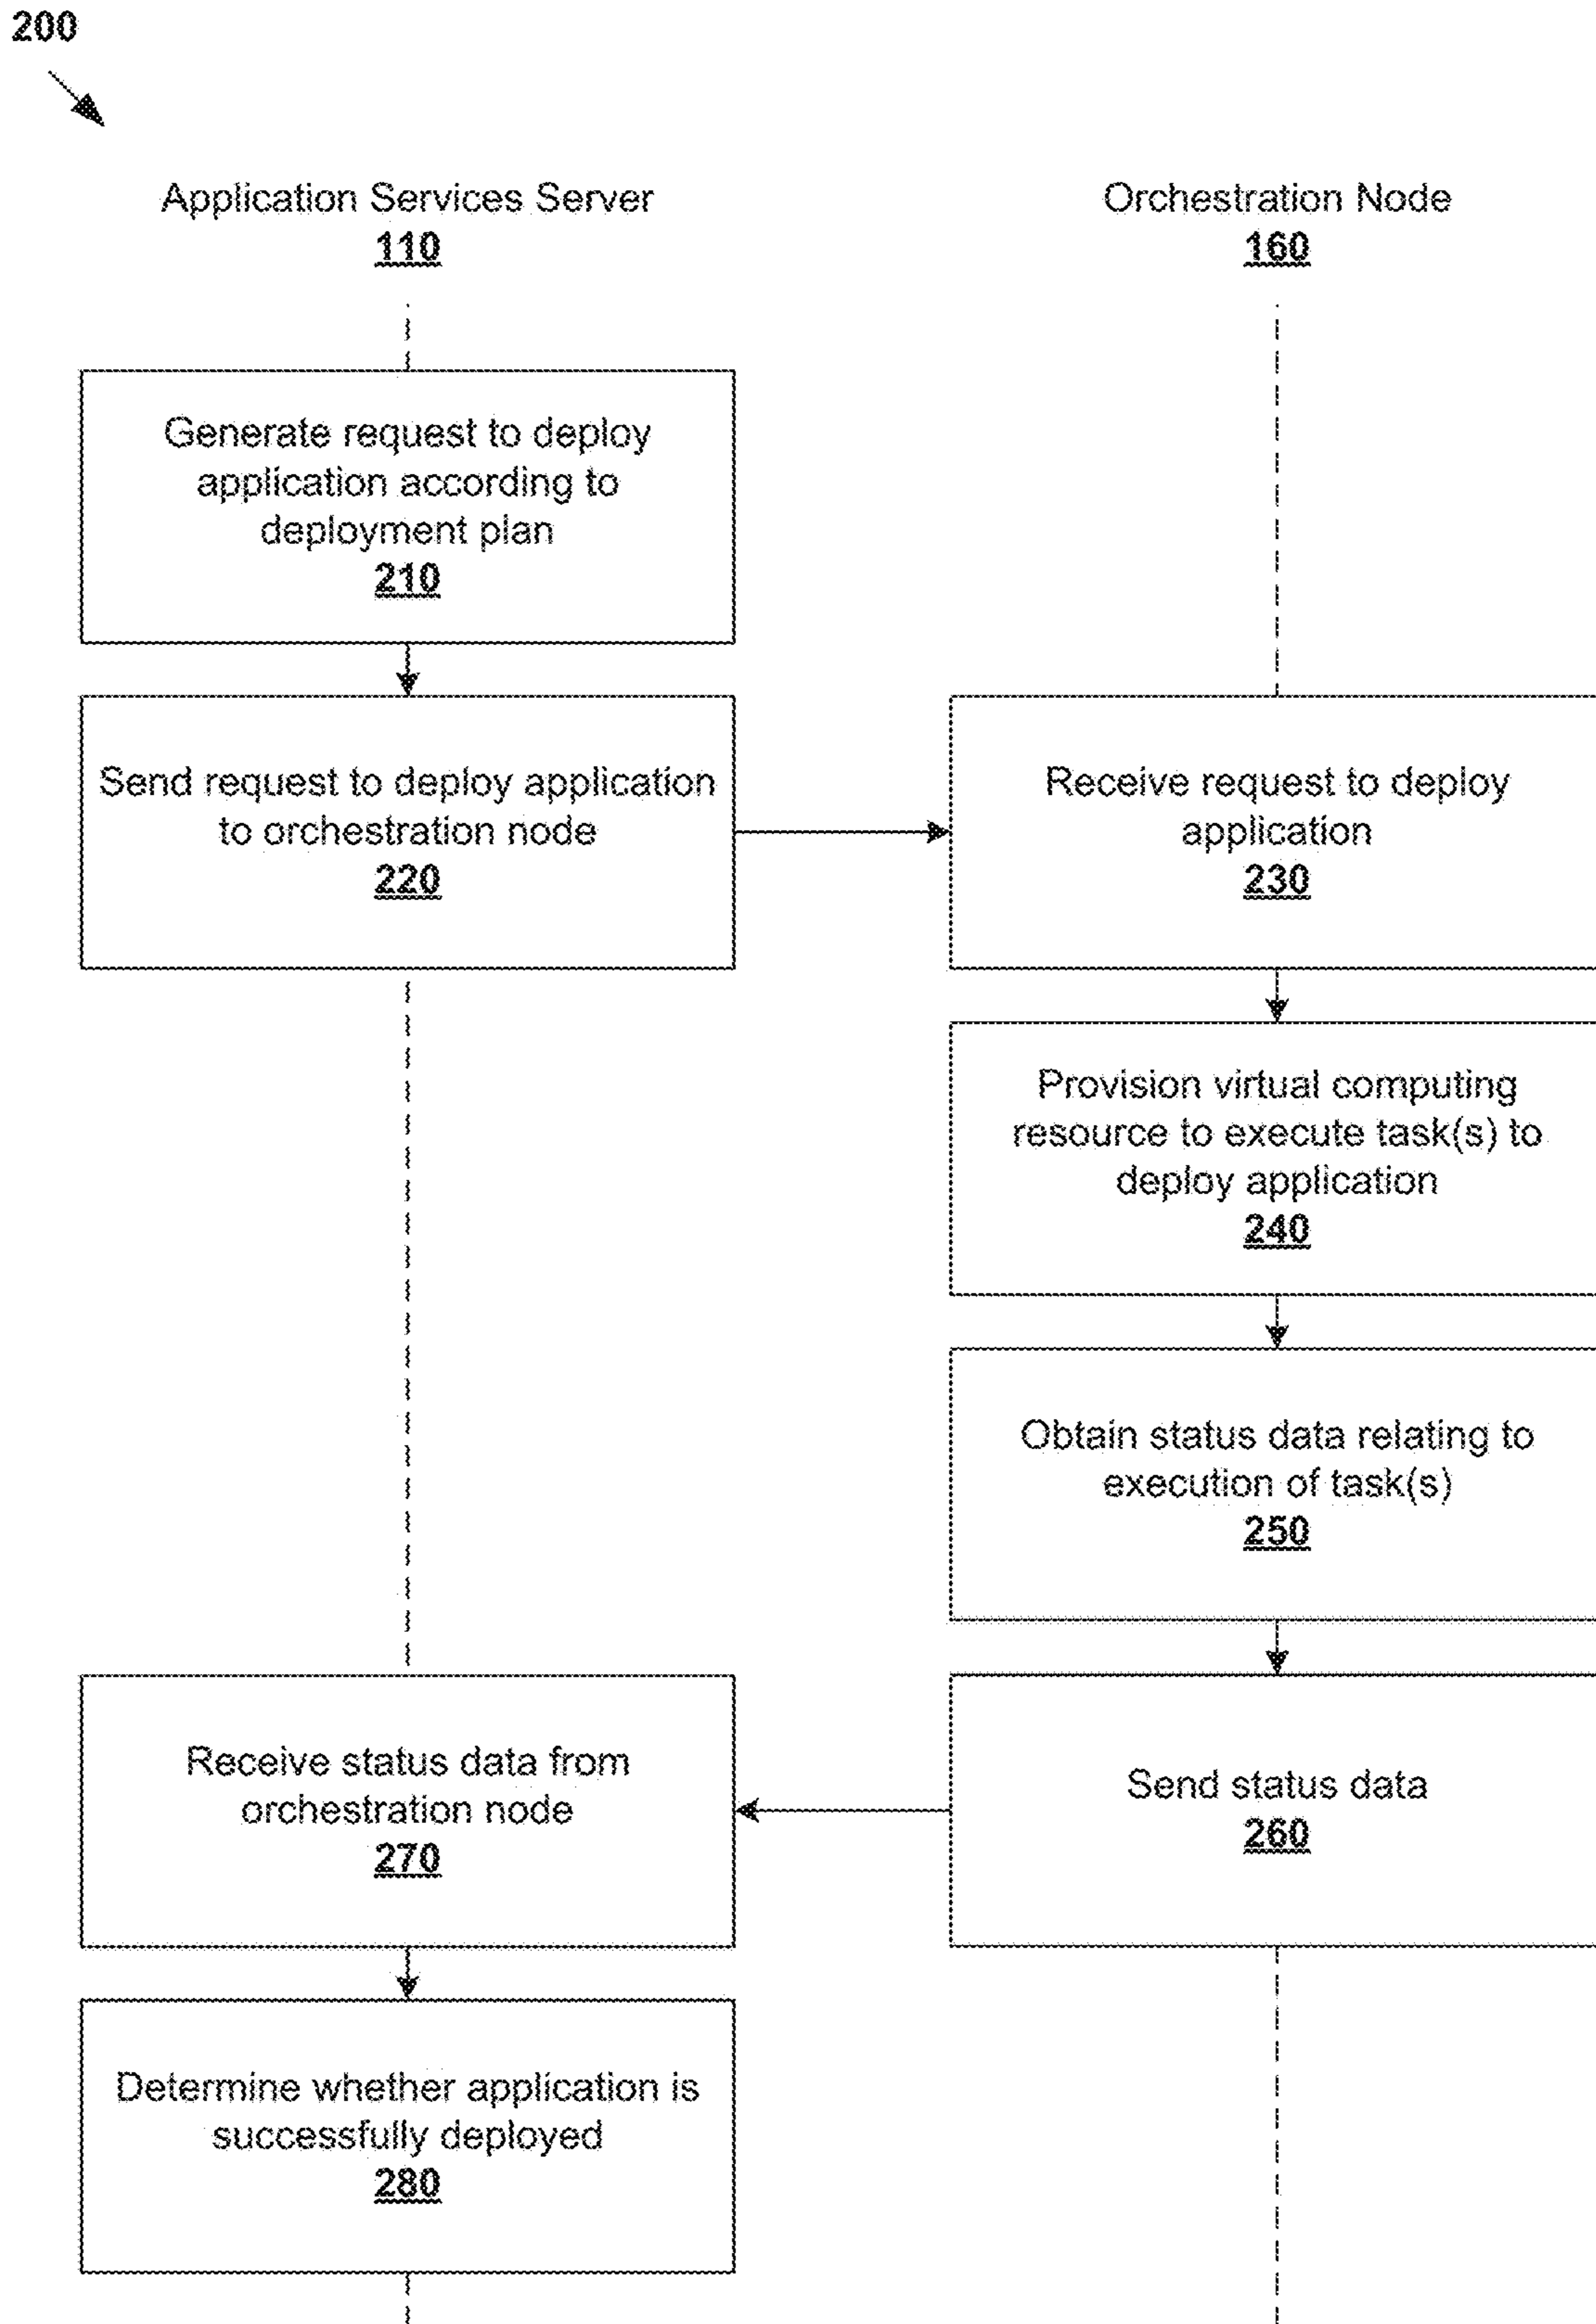 200
Application Services Server
110
Orchestration Node
160
Generate request to deploy
application according to
deployment plan
210
Send request to deploy application
to orchestration node
220
Receive request to deploy
application
230
Provision virtual computing
resource to execute task(s) to
deploy application
240
Obtain status data relating to
execution of task(s)
250
Send status data
260
Receive status data from
orchestration node
270
Determine whether application is
successfully deployed
280